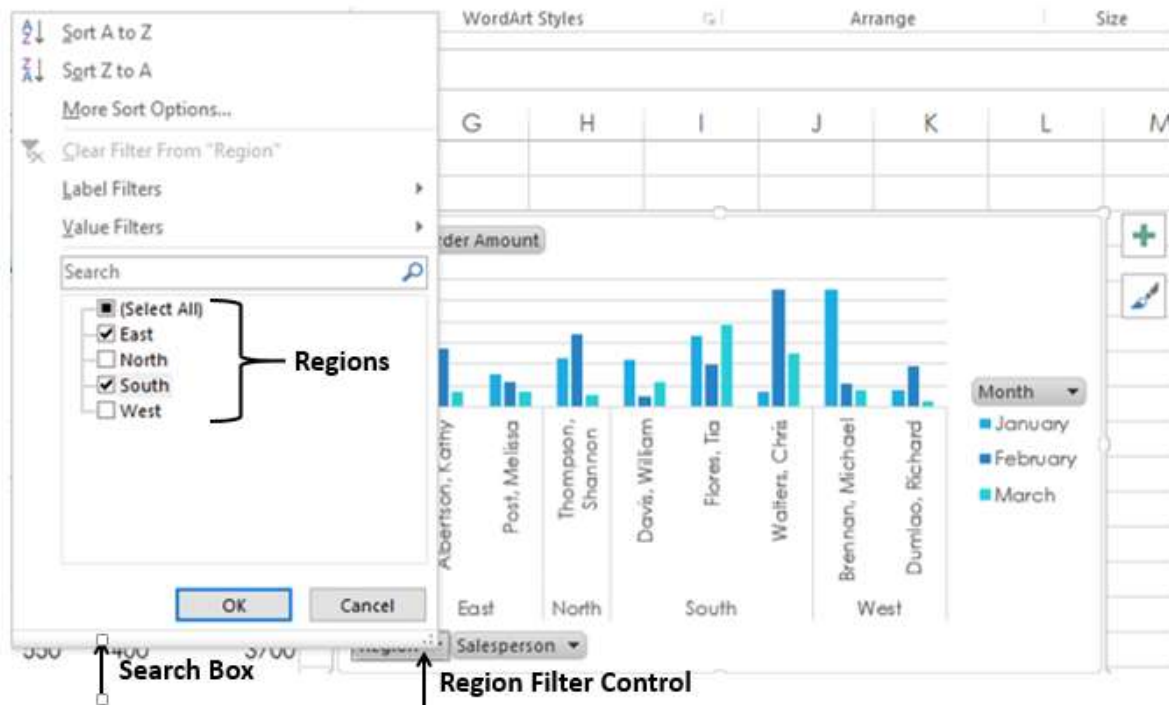 WordArt Styles Arrange Size
Sort A to Z
Sort Z to A
More Sort Options...
Clear Filter From "Region"
Label Filters
Value Filters
Search
(Select All)
East
North
South
West
Regions
OK Cancel
G H I J K L M
Order Amount
Month
January
February
March
Albertson, Kathy
Post, Melissa
Thompson, Shannon
Davis, William
Flores, Tia
Walters, Chris
Brennan, Michael
Dumlao, Richard
East North South West
Region Salesperson
3700
Search Box
Region Filter Control